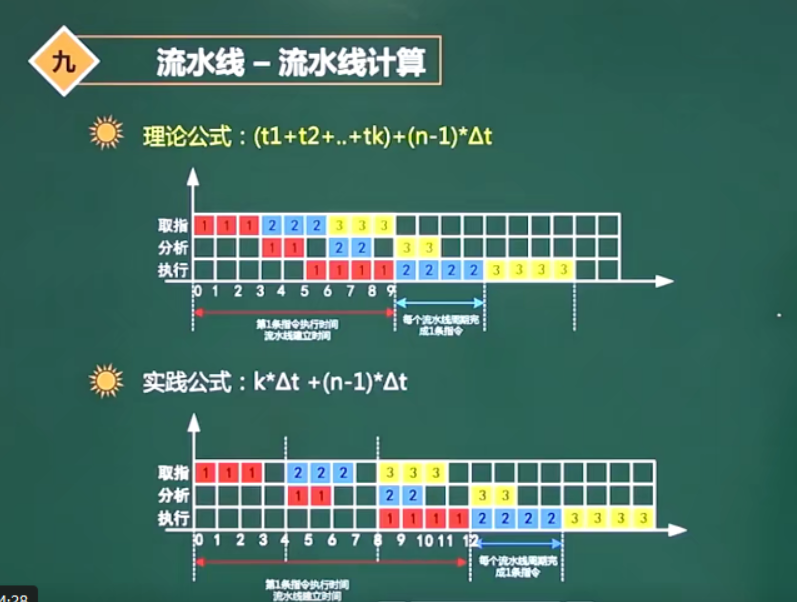 九
流水线 – 流水线计算
理论公式：(t1+t2+..+tk)+(n-1)*Δt
取指 1 1 1 2 2 2 3 3 3
分析 1 1 2 2 3 3
执行 1 1 1 1 2 2 2 2 3 3 3 3
0 1 2 3 4 5 6 7 8 9
第1条指令执行时间
流水线建立时间
每个流水线周期完
成1条指令
实践公式：k*Δt +(n-1)*Δt
取指 1 1 1 2 2 2 3 3 3
分析 1 1 2 2 3 3
执行 1 1 1 1 2 2 2 2 3 3 3 3
0 1 2 3 4 5 6 7 8 9 10 11 12
每个流水线周期完
成1条指令
第1条指令执行时间
流水线建立时间
4:28